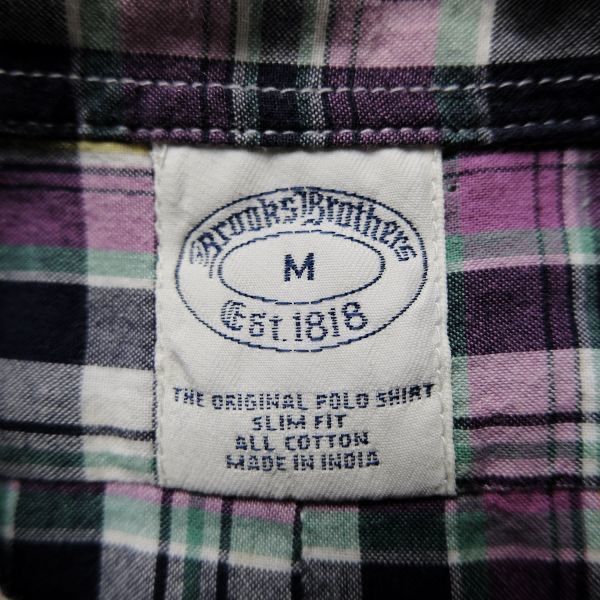 Brooks Brothers
M
Est. 1818
THE ORIGINAL POLO SHIRT
SLIM FIT
ALL COTTON
MADE IN INDIA